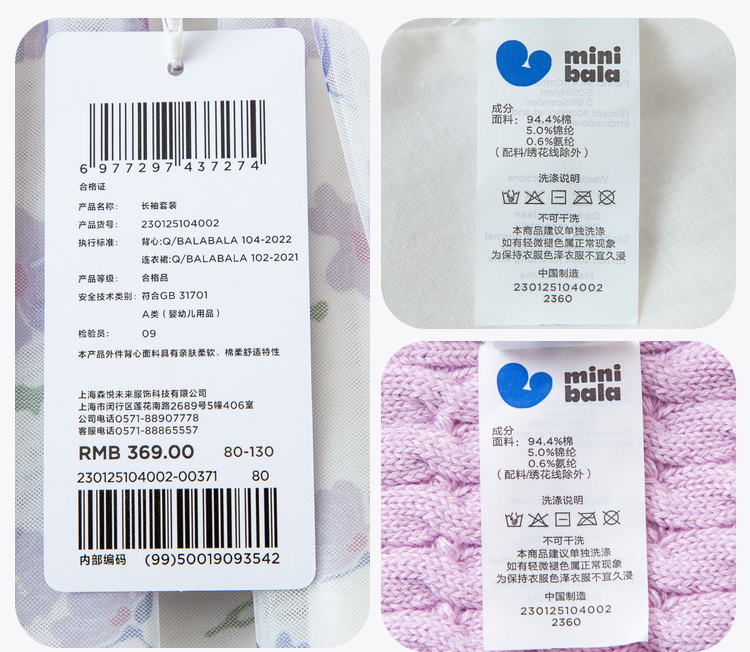 6 977297 437274
合格证
产品名称: 长袖套装
产品货号: 230125104002
执行标准: 背心:Q/BALABALA 104-2022
连衣裙:Q/BALABALA 102-2021
产品等级: 合格品
安全技术类别: 符合GB 31701
A类（婴幼儿用品）
检验员: 09
本产品外件背心面料具有亲肤柔软、棉柔舒适特性
上海森悦未来服饰科技有限公司
上海市闵行区莲花南路2689号5幢406室
公司电话0571-88907778
客服电话0571-88865557
RMB 369.00 80-130
230125104002-00371 80
内部编码 (99)50019093542
mini
bala
成分
面料: 94.4%棉
5.0%锦纶
0.6%氨纶
（配料/绣花线除外）
洗涤说明
不可干洗
本商品建议单独洗涤
如有轻微褪色属正常现象
为保持衣服色泽衣服不宜久浸
中国制造
230125104002
2360
mini
bala
成分
面料: 94.4%棉
5.0%锦纶
0.6%氨纶
（配料/绣花线除外）
洗涤说明
不可干洗
本商品建议单独洗涤
如有轻微褪色属正常现象
为保持衣服色泽衣服不宜久浸
中国制造
230125104002
2360